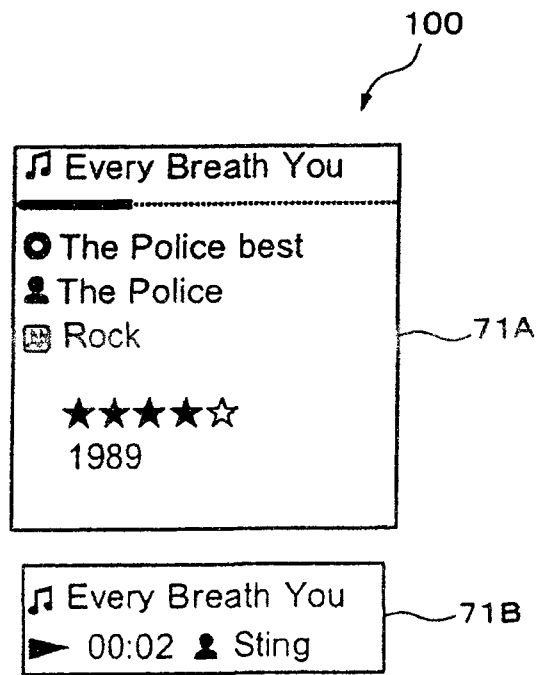 100
Every Breath You
The Police best
The Police
Rock
71A
1989
Every Breath You
71B
00:02 Sting